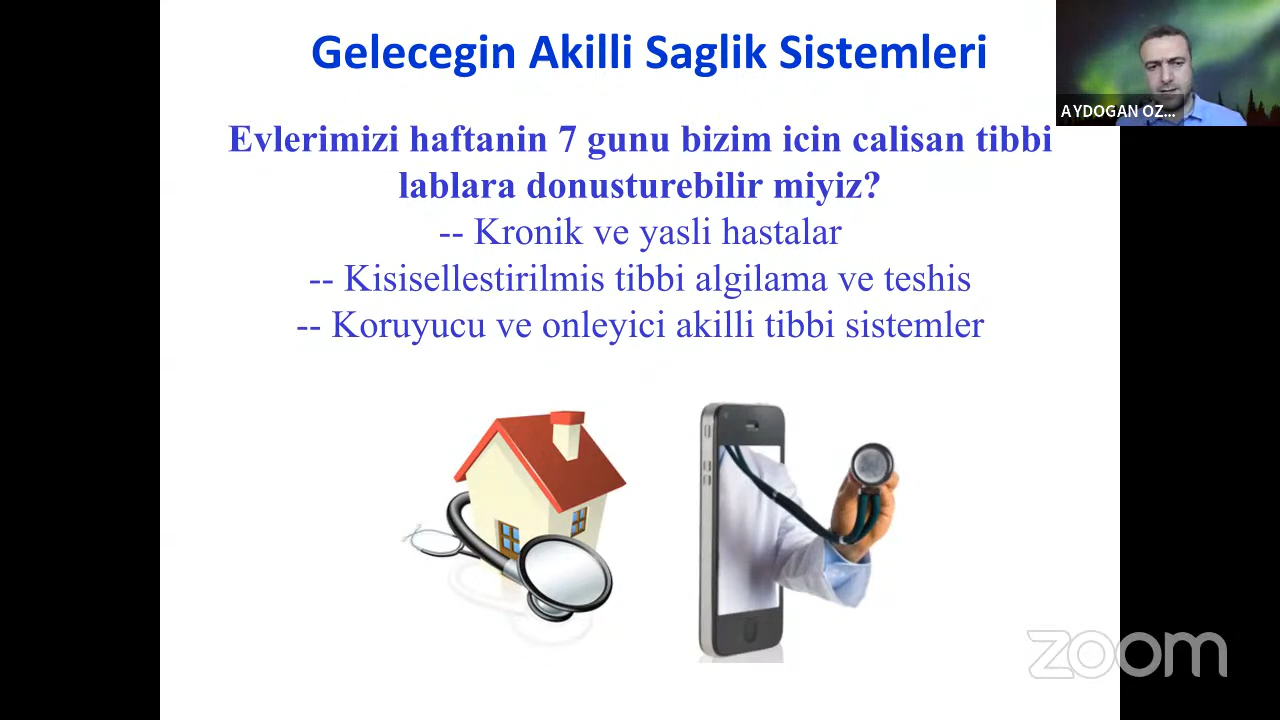 Gelecegin Akilli Saglik Sistemleri
AYDOGAN OZ...
Evlerimizi haftanin 7 gunu bizim icin calisan tibbi
lablara donusturebilir miyiz?
-- Kronik ve yasli hastalar
-- Kisisellestirilmis tibbi algilama ve teshis
-- Koruyucu ve onleyici akilli tibbi sistemler
zoom